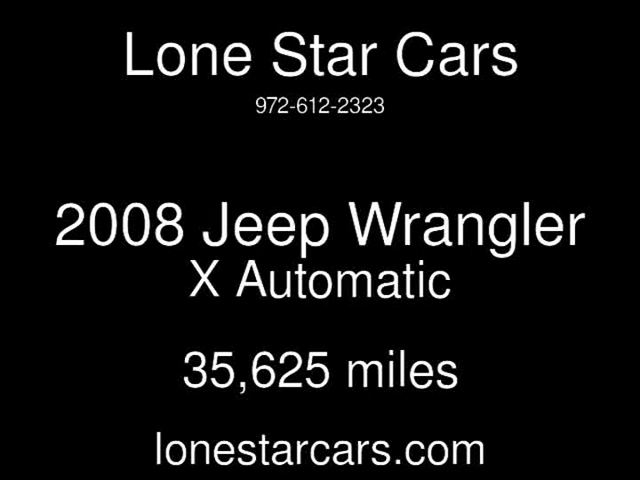 Lone Star Cars
972-612-2323
2008 Jeep Wrangler
X Automatic
35,625 miles
lonestarcars.com